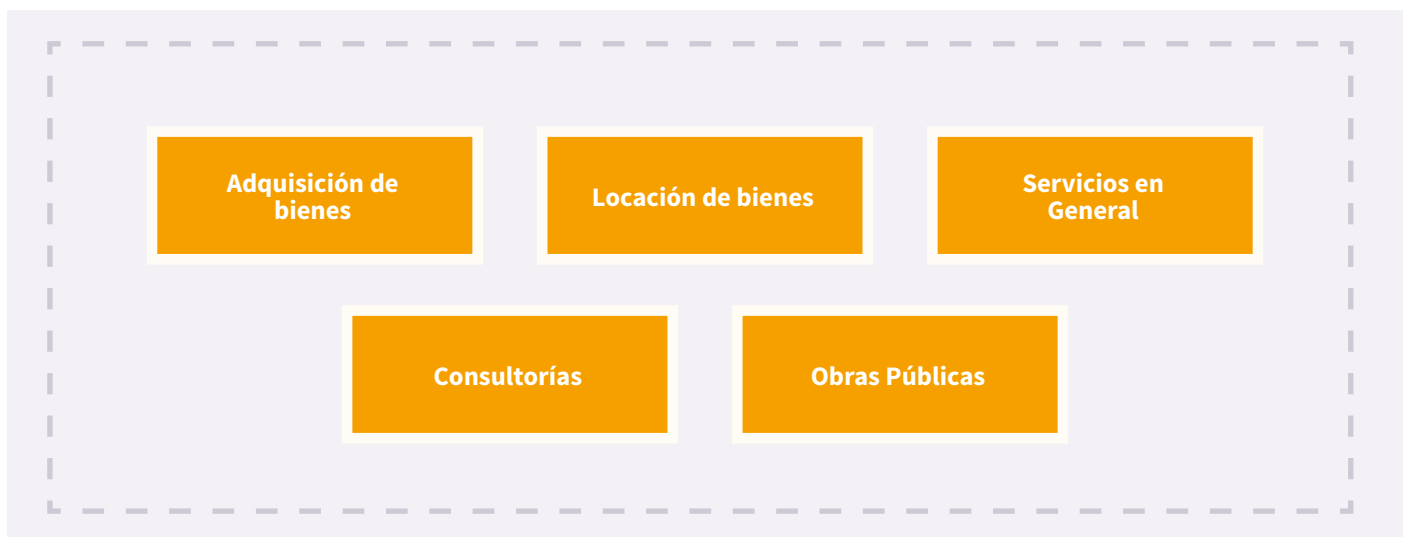 Adquisición de
bienes
Locación de bienes
Servicios en
General
Consultorías
Obras Públicas